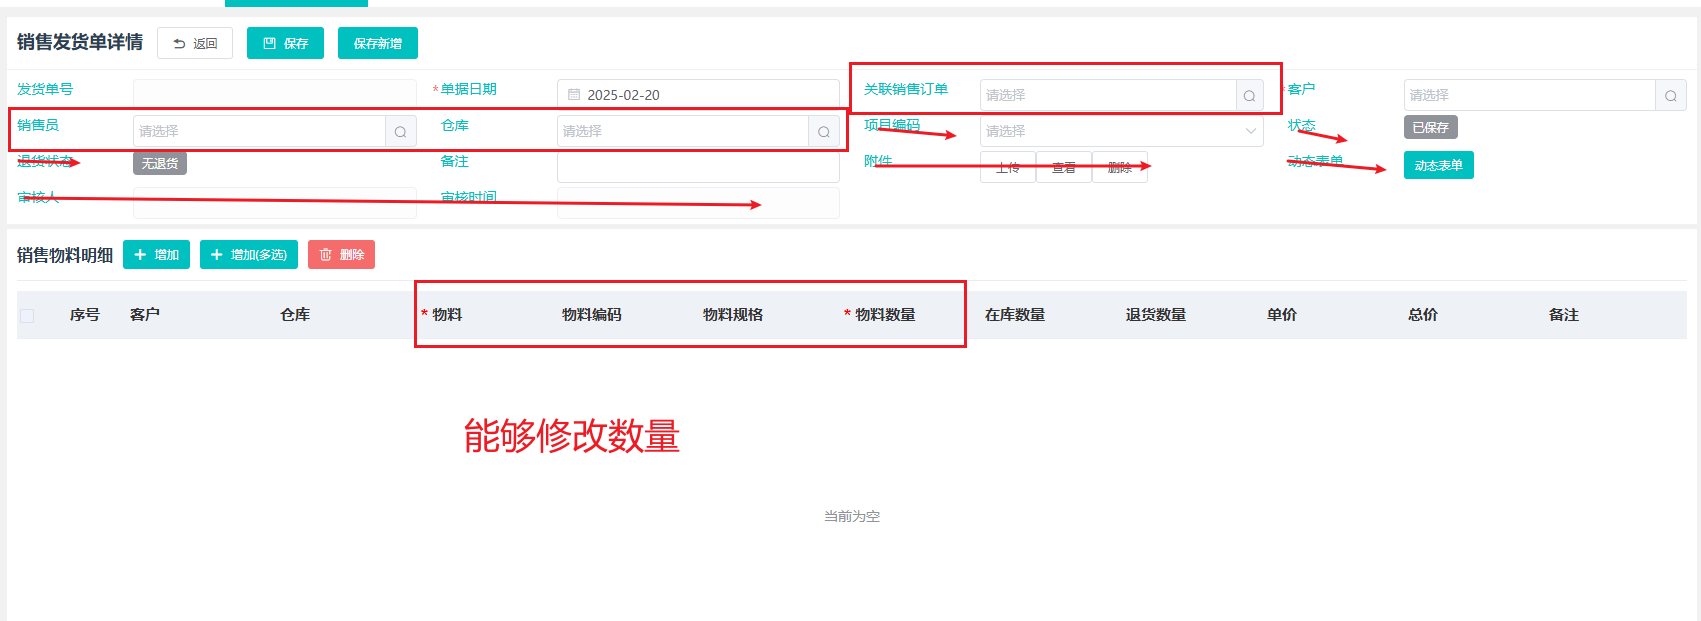 销售发货单详情 返回 保存 保存新增
发货单号 *单据日期 2025-02-20 关联销售订单 请选择 *客户 请选择
销售员 请选择 仓库 请选择 项目编码 请选择 状态 已保存
退货状态 无退货 备注 附件 上传 查看 删除 动态表单 动态表单
审核人 审核时间
销售物料明细 增加 增加(多选) 删除
序号 客户 仓库 *物料 物料编码 物料规格 *物料数量 在库数量 退货数量 单价 总价 备注
能够修改数量
当前为空